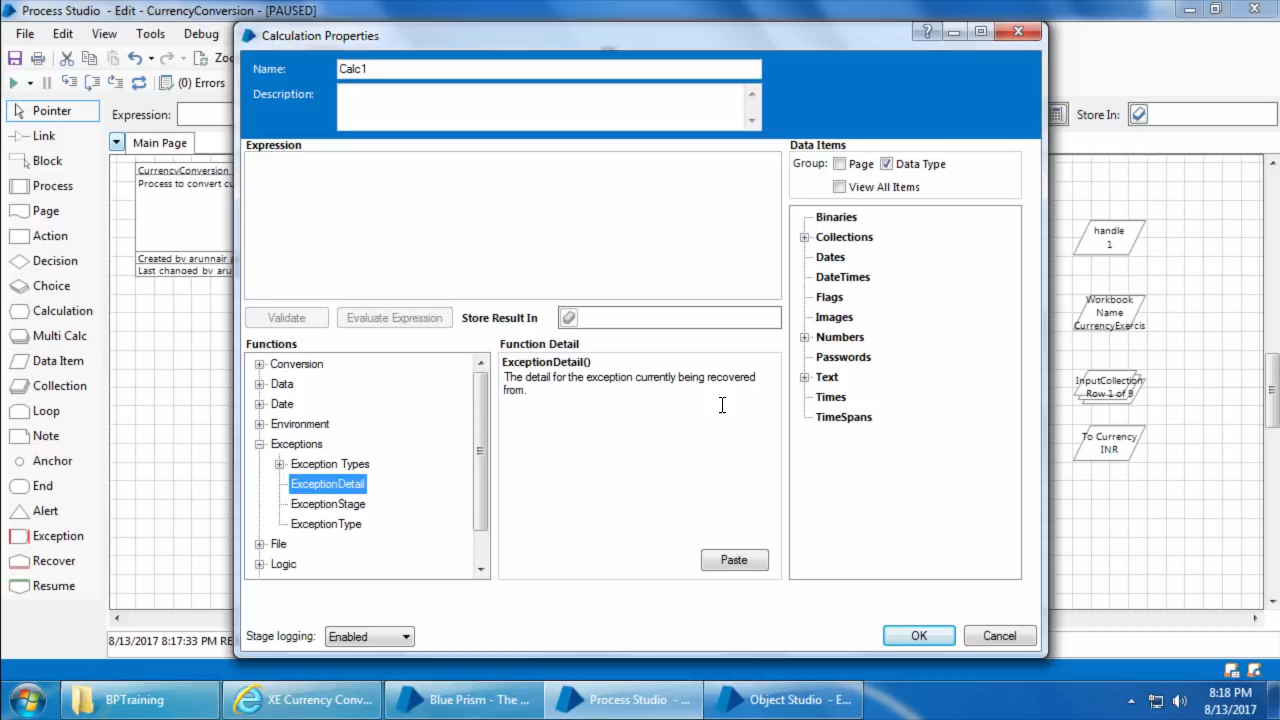 Process Studio - Edit - CurrencyConversion - [PAUSED]
File Edit View Tools Debug
Zoo
(0) Errors
Calculation Properties
Name: Calc1
Description:
Expression:
Store In:
Pointer
Link
Block
Process
Page
Action
Decision
Choice
Calculation
Multi Calc
Data Item
Collection
Loop
Note
Anchor
End
Alert
Exception
Recover
Resume
Main Page
CurrencyConversion
Process to convert cu
Created by arunnair a
Last changed by aru
8/13/2017 8:17:33 PM RE
Expression
Validate
Evaluate Expression
Store Result In
Functions
Conversion
Data
Date
Environment
Exceptions
Exception Types
ExceptionDetail
ExceptionStage
ExceptionType
File
Logic
Function Detail
ExceptionDetail()
The detail for the exception currently being recovered
from.
Paste
Data Items
Group: Page Data Type
View All Items
Binaries
Collections
Dates
DateTimes
Flags
Images
Numbers
Passwords
Text
Times
TimeSpans
Stage logging: Enabled
OK
Cancel
handle
1
Workbook
Name
CurrencyExercis
InputCollection
Row 1 of 9
To Currency
INR
BPTraining
XE Currency Conv...
Blue Prism - The ...
Process Studio - ...
Object Studio - E...
8:18 PM
8/13/2017